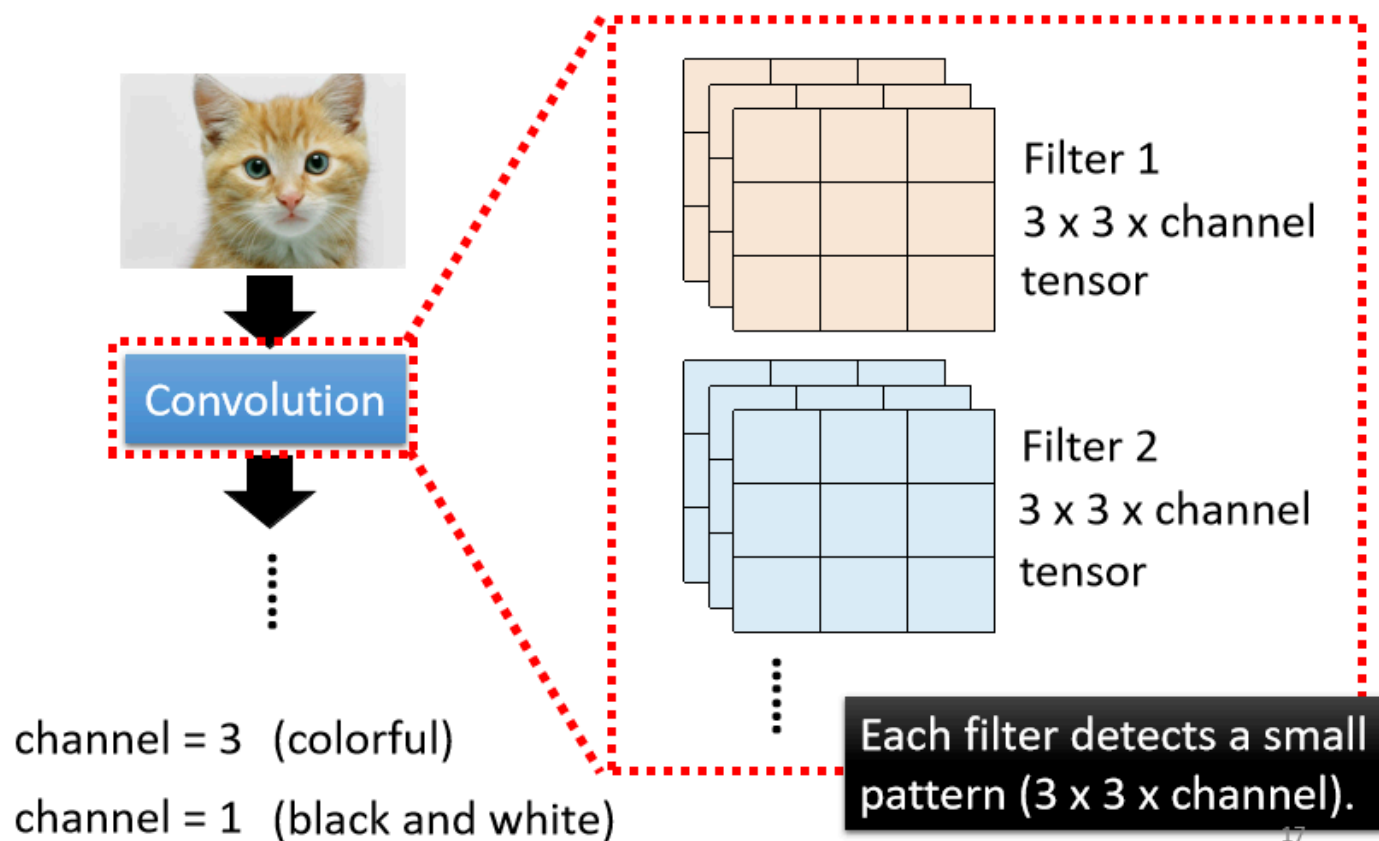 Convolution
channel = 3 (colorful)
channel = 1 (black and white)
Filter 1
3 x 3 x channel
tensor
Filter 2
3 x 3 x channel
tensor
Each filter detects a small
pattern (3 x 3 x channel).
17